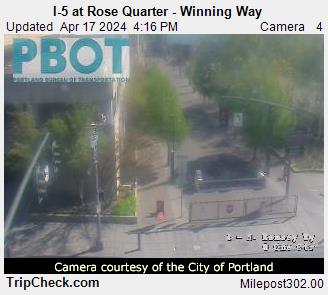 I-5 at Rose Quarter - Winning Way
Updated Apr 17 2024 4:16 PM Camera 4
PBOT
PORTLAND BUREAU OF TRANSPORTATION
Camera courtesy of the City of Portland
TripCheck.com Milepost302.00